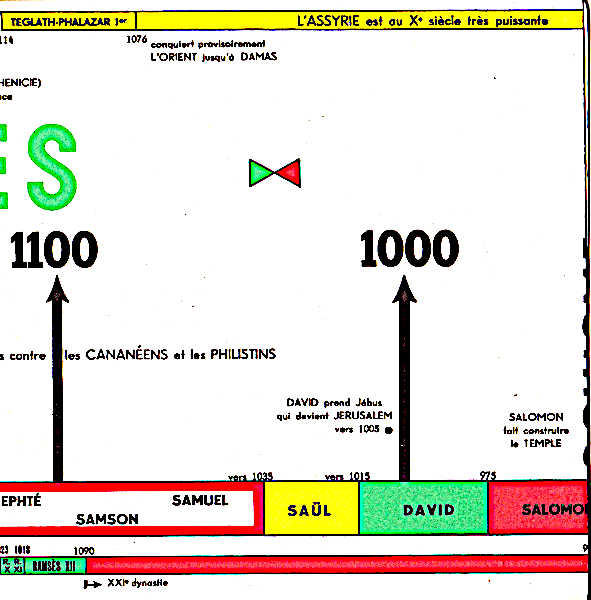 TEGLATH-PHALAZAR 1er
L'ASSYRIE est au Xe siècle très puissante
114
1076 conquiert provisoirement
L'ORIENT jusqu'à DAMAS
HENICIE)
nce
ES
1100
1000
s contre les CANANÉENS et les PHILISTINS
DAVID prend Jébus
qui devient JERUSALEM
vers 1005
SALOMON
fait construire
le TEMPLE
vers 1035
vers 1015
975
EPHTÉ
SAMUEL
SAMSON
SAÜL
DAVID
SALOMO
23 1018
1090
R. R.
X XI
RAMSÈS XII
XXIe dynastie